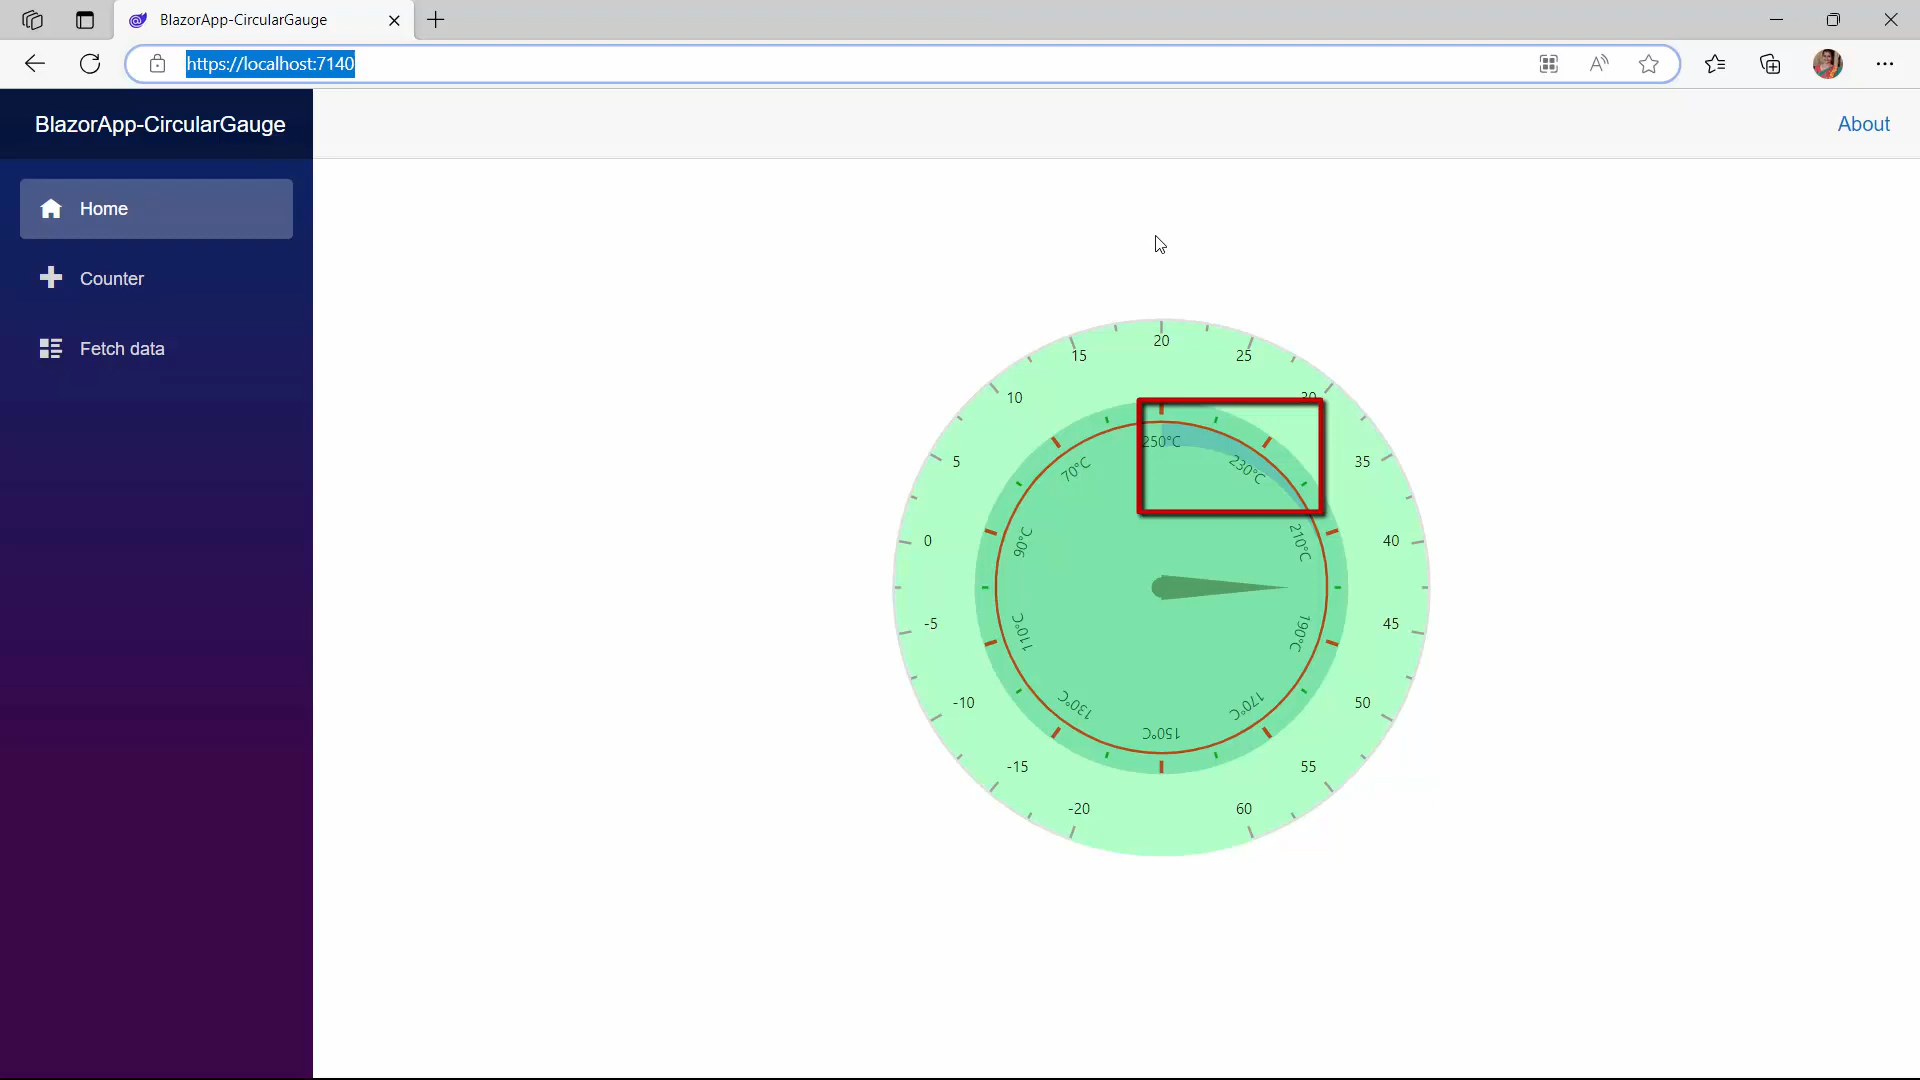 BlazorApp-CircularGauge
https://localhost:7140
BlazorApp-CircularGauge
About
Home
Counter
Fetch data
20
15
25
10
30
250°C
5
35
70°C
230°C
0
90°C
210°C
40
-5
110°C
190°C
45
-10
130°C
170°C
50
150°C
-15
55
-20
60